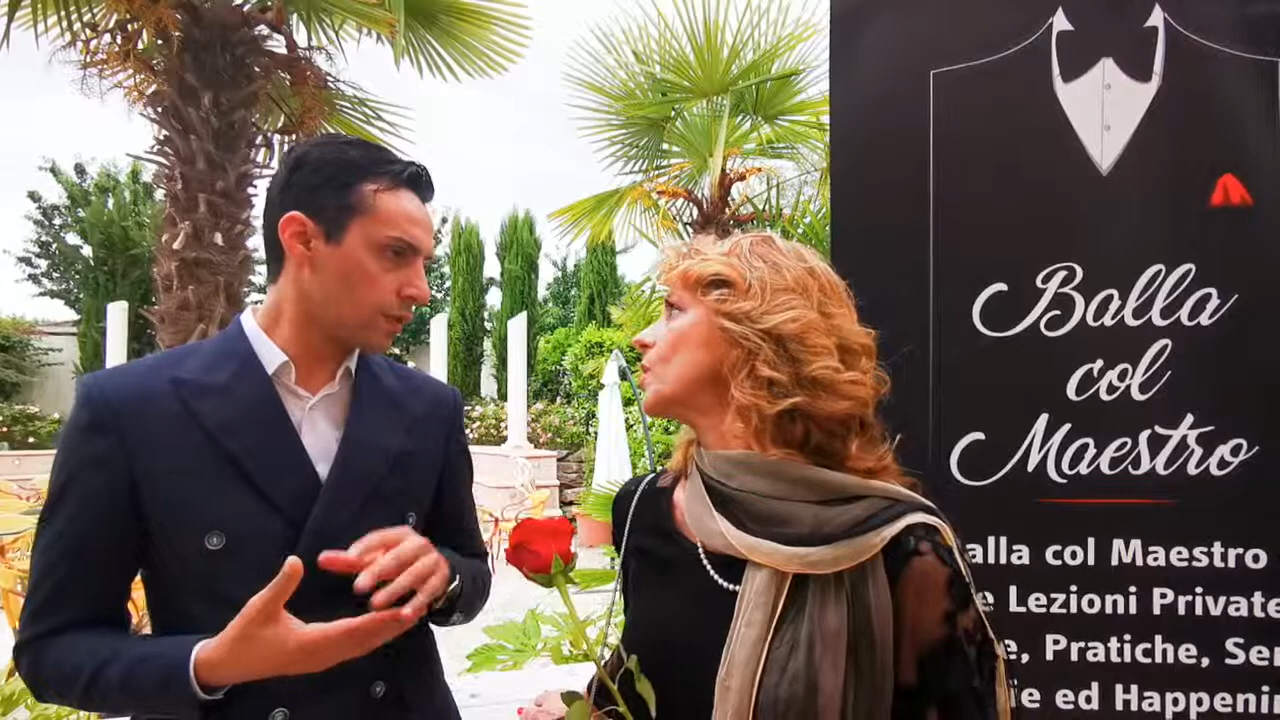 Balla
col
Maestro
alla col Maestro
e Lezioni Private
e, Pratiche, Ser
ie ed Happenin